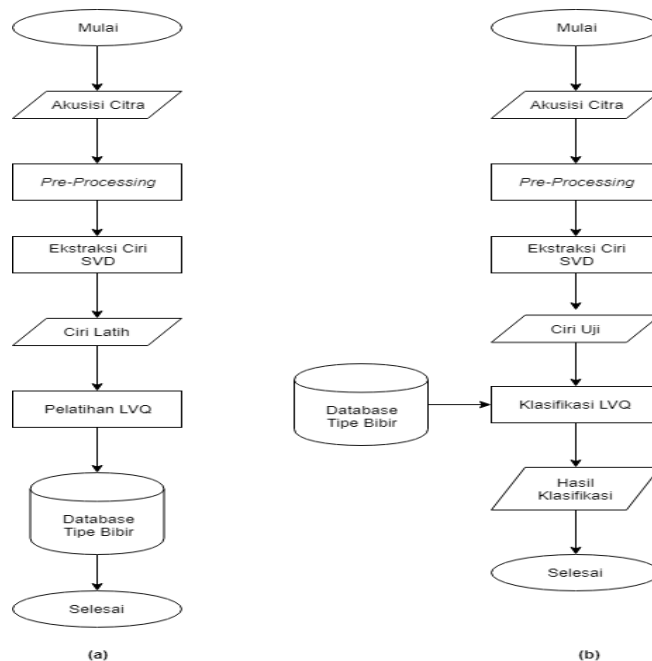 Mulai
Akusisi Citra
Pre-Processing
Ekstraksi Ciri
SVD
Ciri Latih
Pelatihan LVQ
Database
Tipe Bibir
Selesai
(a)
Mulai
Akusisi Citra
Pre-Processing
Ekstraksi Ciri
SVD
Ciri Uji
Database
Tipe Bibir
Klasifikasi LVQ
Hasil
Klasifikasi
Selesai
(b)